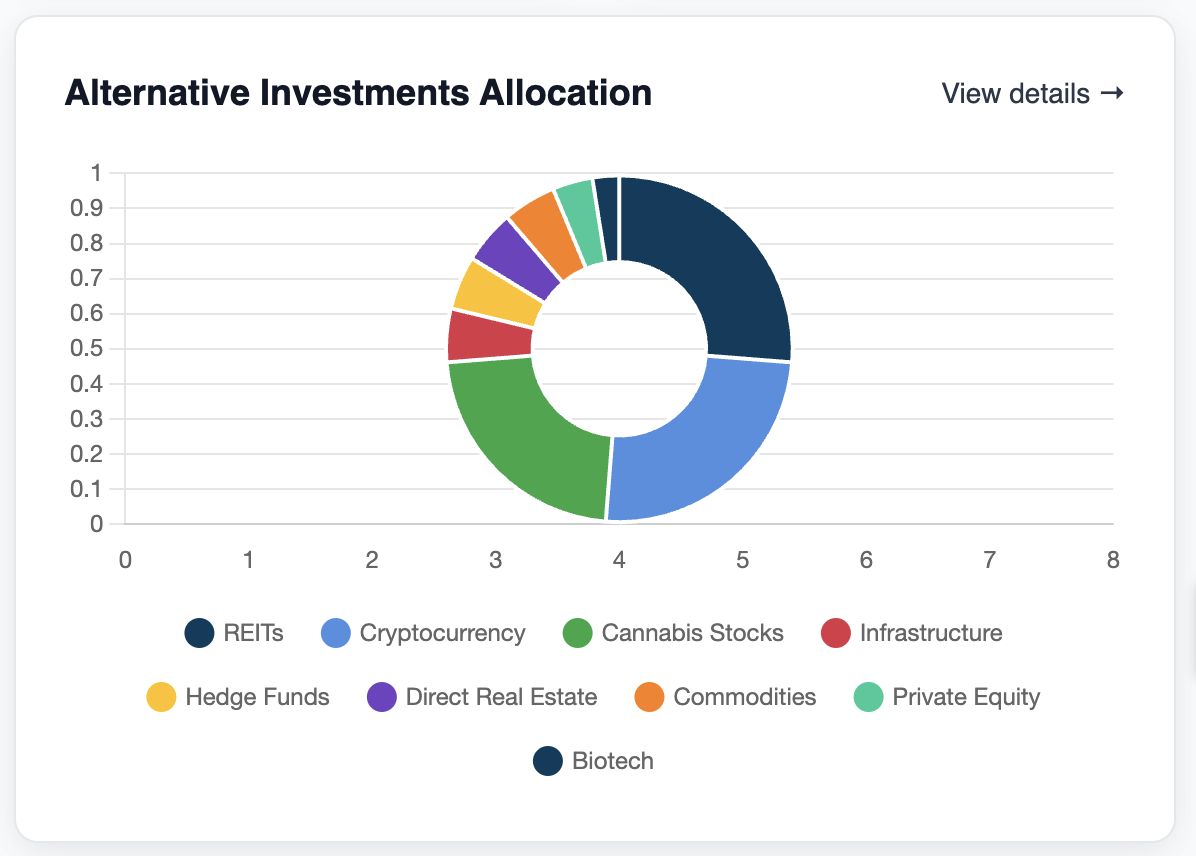 Alternative Investments Allocation
View details →
1
0.9
0.8
0.7
0.6
0.5
0.4
0.3
0.2
0.1
0
0 1 2 3 4 5 6 7 8
REITs Cryptocurrency Cannabis Stocks Infrastructure
Hedge Funds Direct Real Estate Commodities Private Equity
Biotech